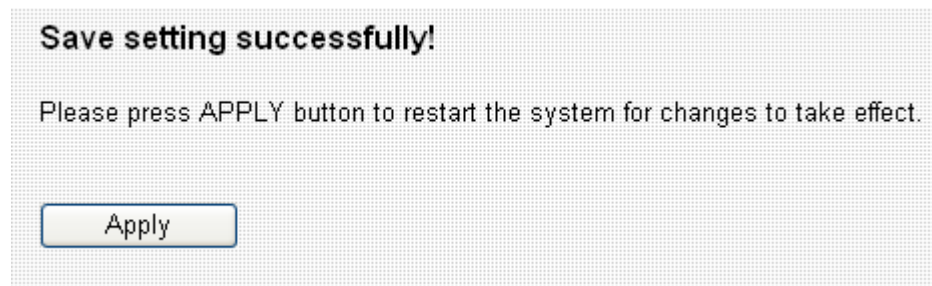 Save setting successfully!
Please press APPLY button to restart the system for changes to take effect.
Apply